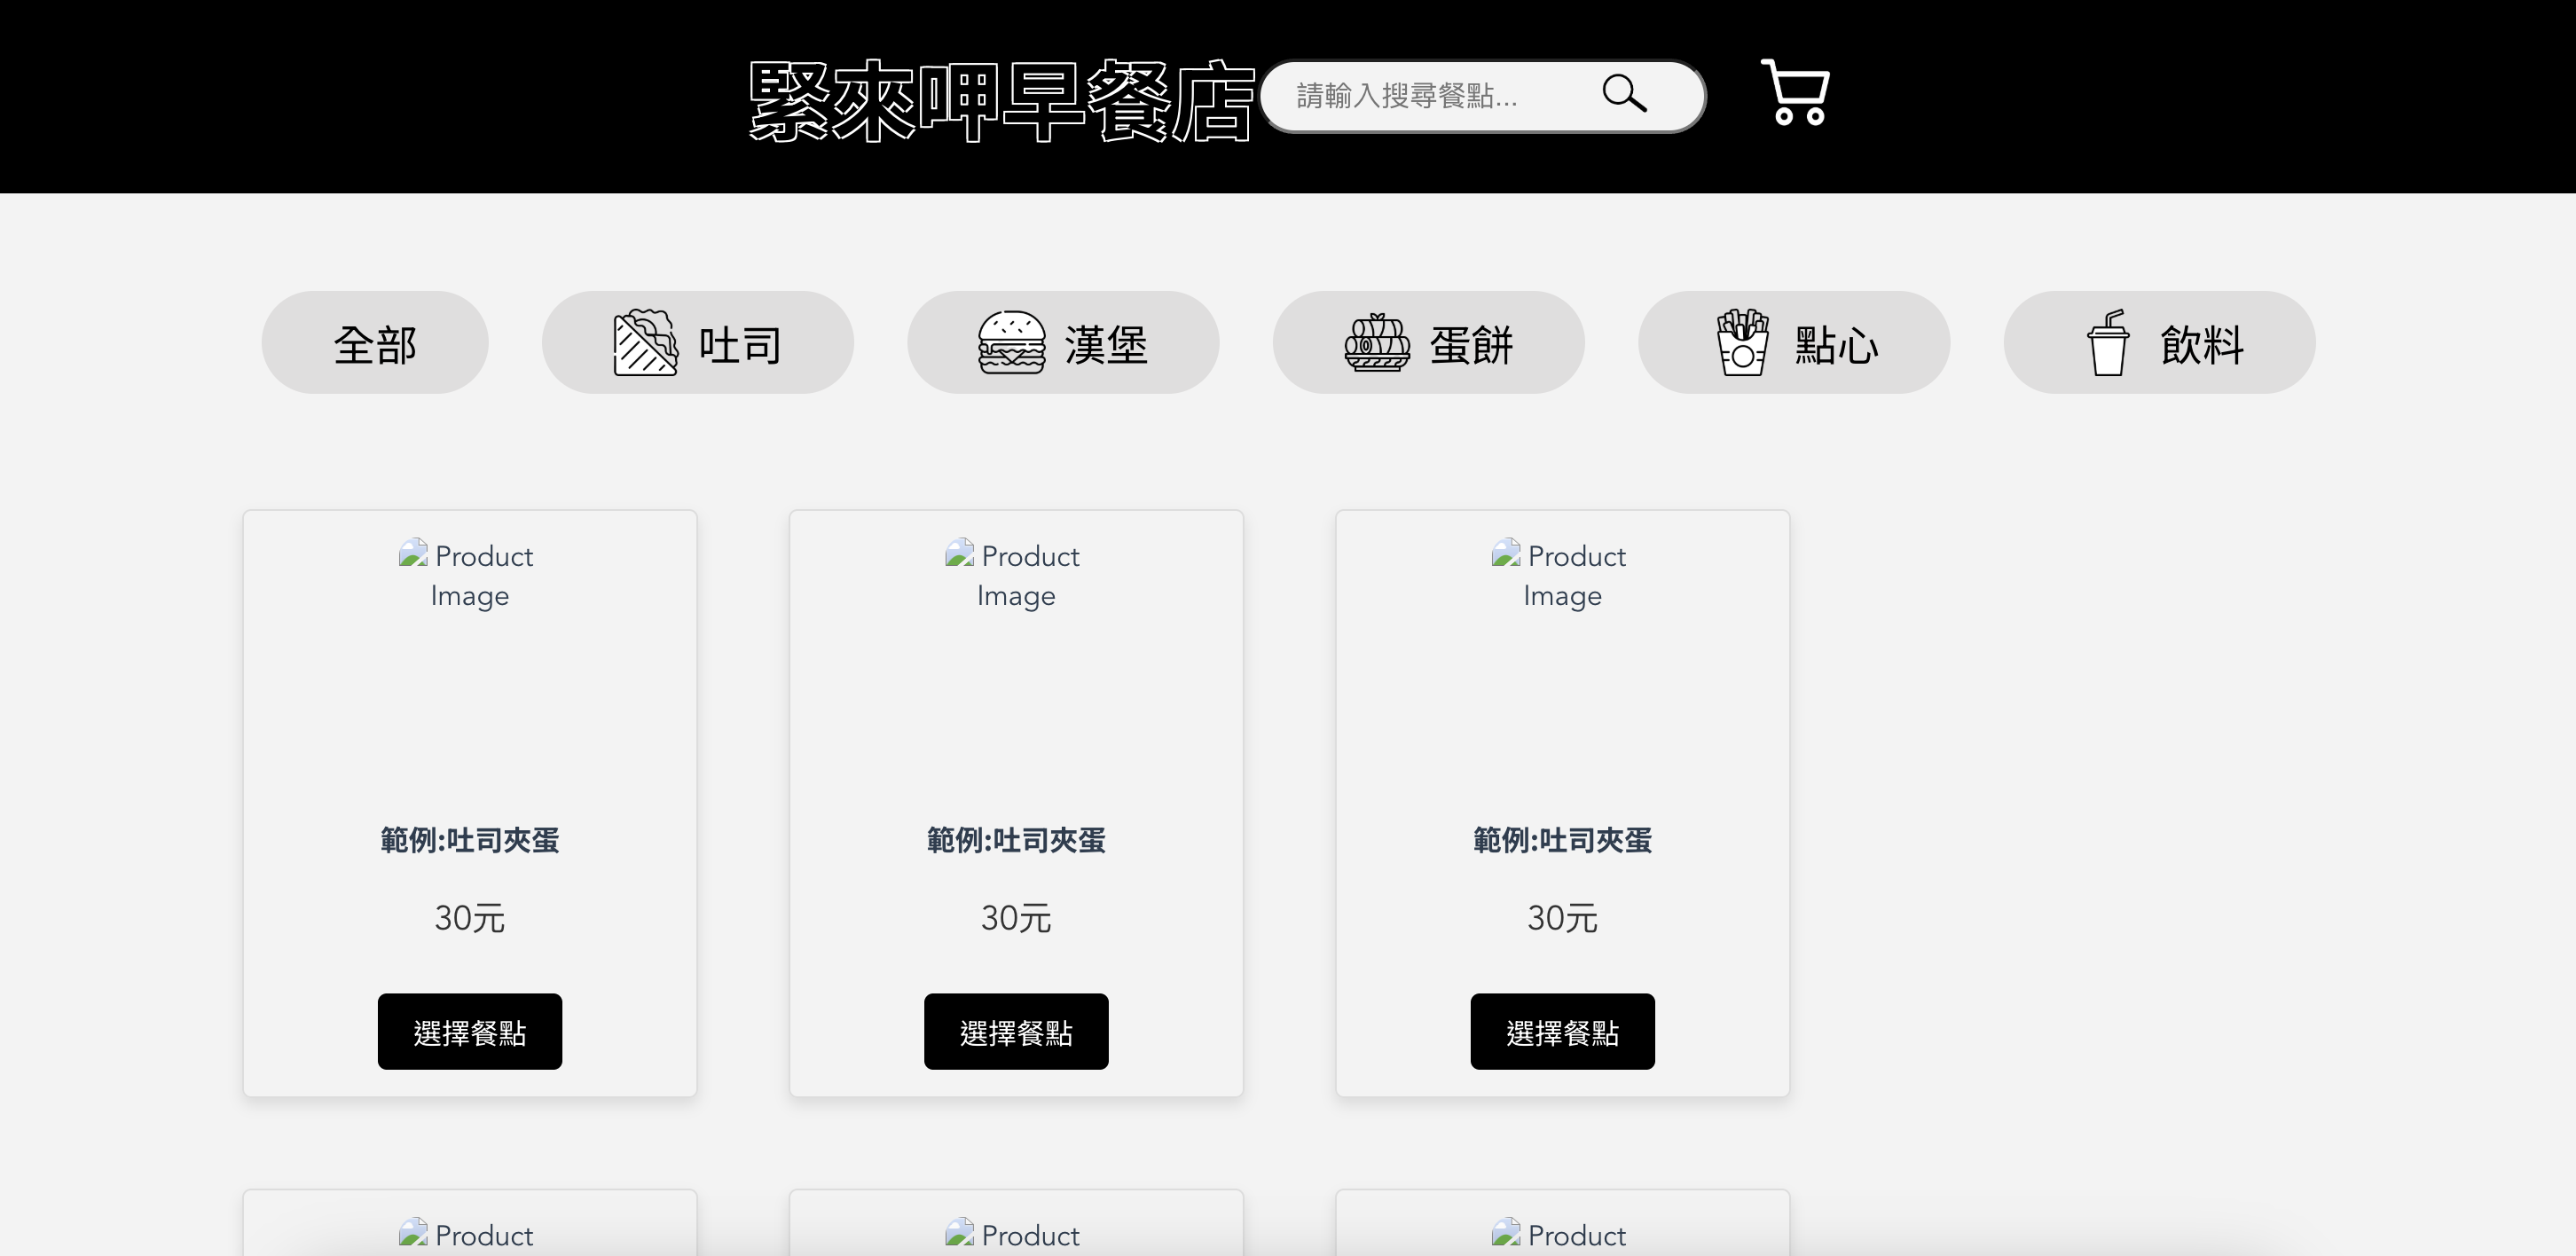 緊來呷早餐店
請輸入搜尋餐點...
全部
吐司
漢堡
蛋餅
點心
飲料
Product
Image
範例:吐司夾蛋
30元
選擇餐點
Product
Image
範例:吐司夾蛋
30元
選擇餐點
Product
Image
範例:吐司夾蛋
30元
選擇餐點
Product
Product
Product